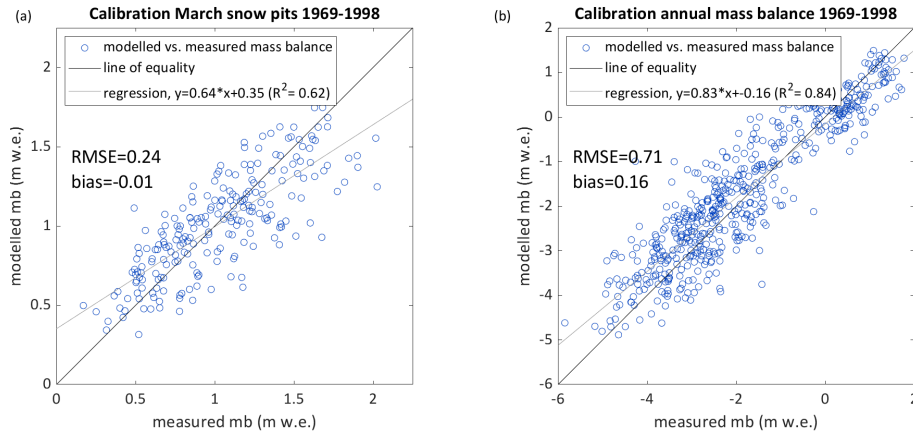 (a)
Calibration March snow pits 1969-1998
modelled vs. measured mass balance
line of equality
regression, y=0.64*x+0.35 (R²= 0.62)
RMSE=0.24
bias=-0.01
modelled mb (m w.e.)
2
1.5
1
0.5
0
0
0.5
1
1.5
2
measured mb (m w.e.)
(b)
Calibration annual mass balance 1969-1998
modelled vs. measured mass balance
line of equality
regression, y=0.83*x+-0.16 (R²= 0.84)
RMSE=0.71
bias=0.16
modelled mb (m w.e.)
2
1
0
-1
-2
-3
-4
-5
-6
-6
-4
-2
0
2
measured mb (m w.e.)